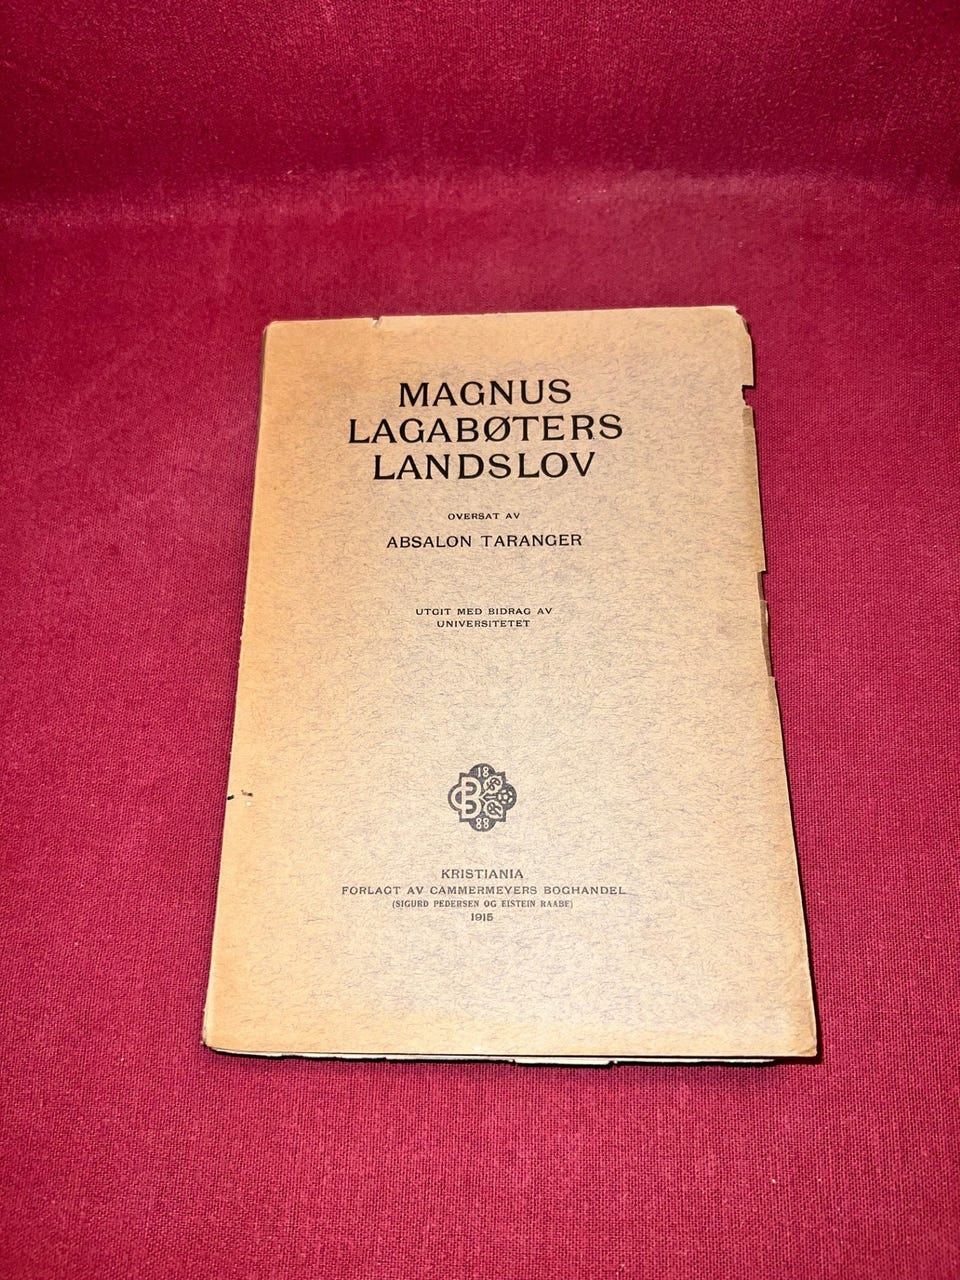 MAGNUS
LAGABØTERS
LANDSLOV
OVERSAT AV
ABSALON TARANGER
UTGIT MED BIDRAG AV
UNIVERSITETET
18
88
KRISTIANIA
FORLAGT AV CAMMERMEYERS BOGHANDEL
(SIGURD PEDERSEN OG EISTEIN RAABE)
1915